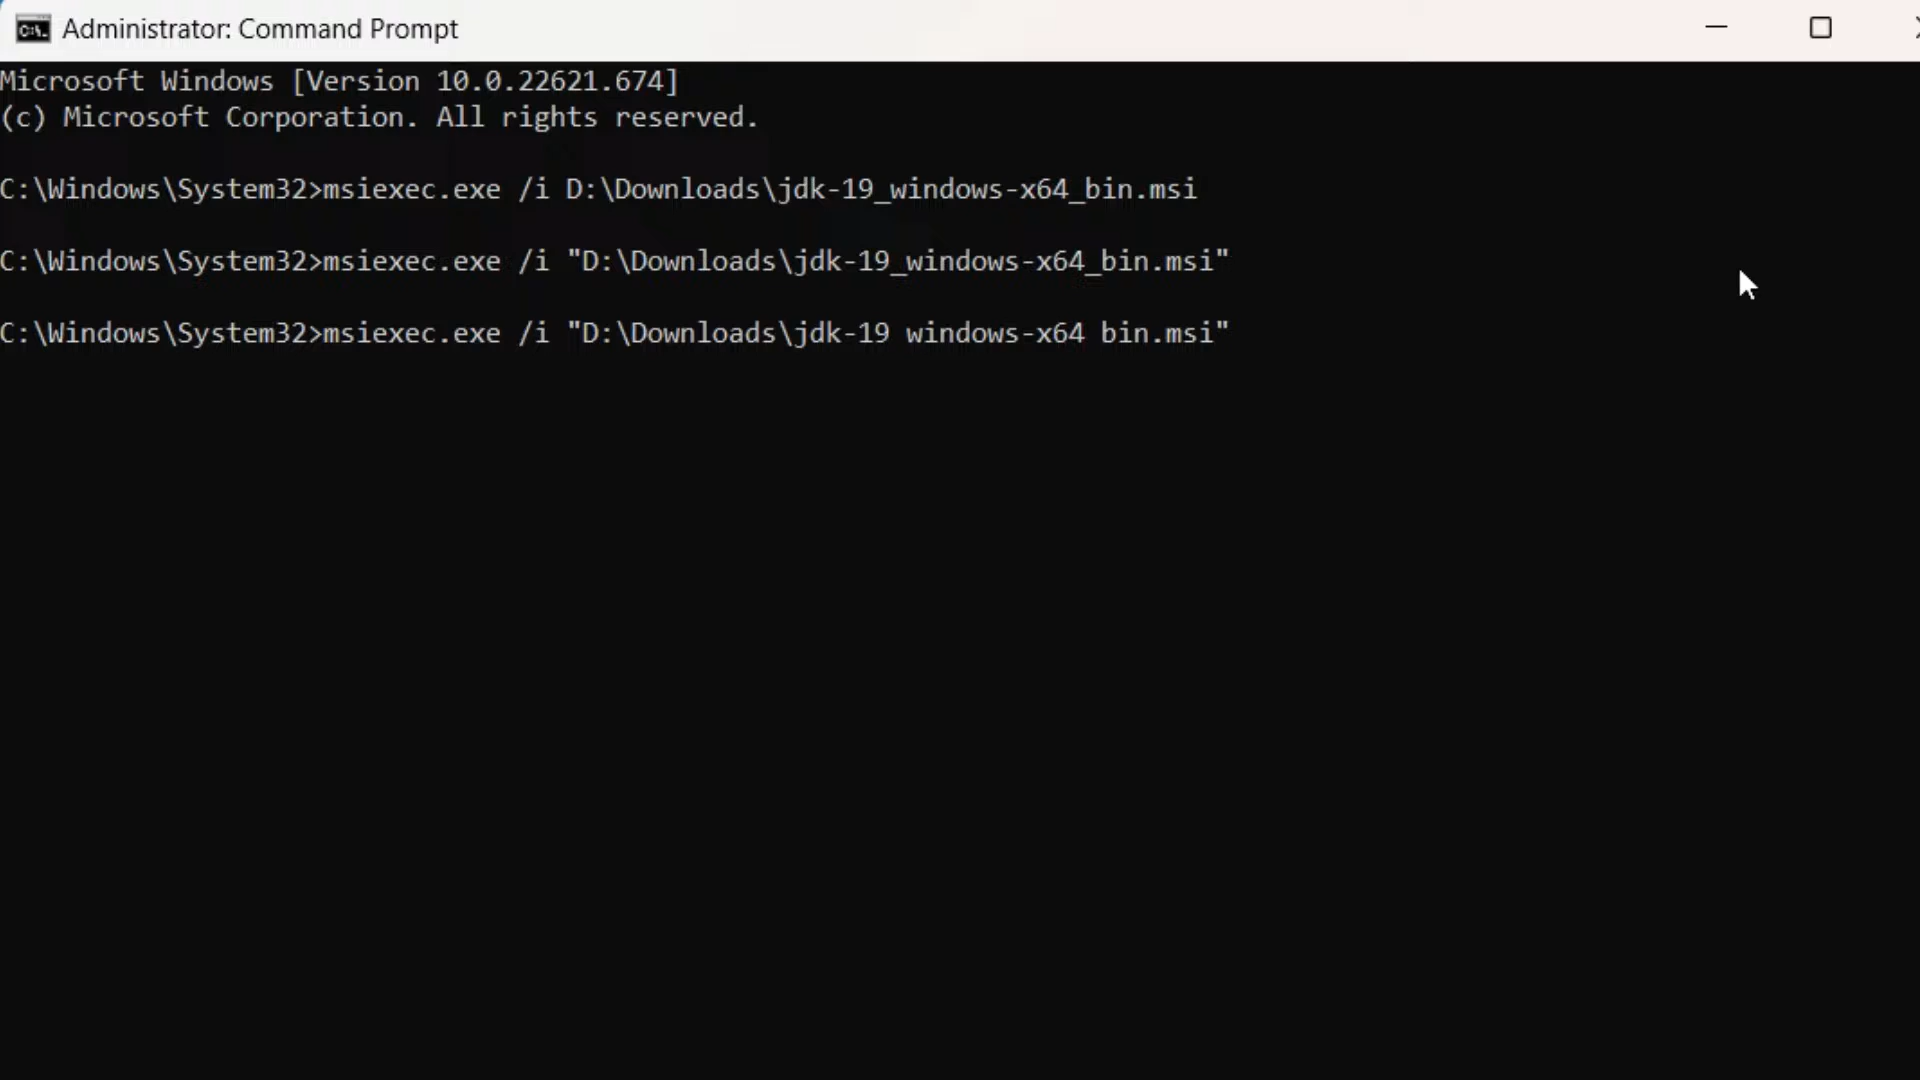 Administrator: Command Prompt
Microsoft Windows [Version 10.0.22621.674]
(c) Microsoft Corporation. All rights reserved.
C:\Windows\System32>msiexec.exe /i D:\Downloads\jdk-19_windows-x64_bin.msi
C:\Windows\System32>msiexec.exe /i "D:\Downloads\jdk-19_windows-x64_bin.msi"
C:\Windows\System32>msiexec.exe /i "D:\Downloads\jdk-19 windows-x64 bin.msi"